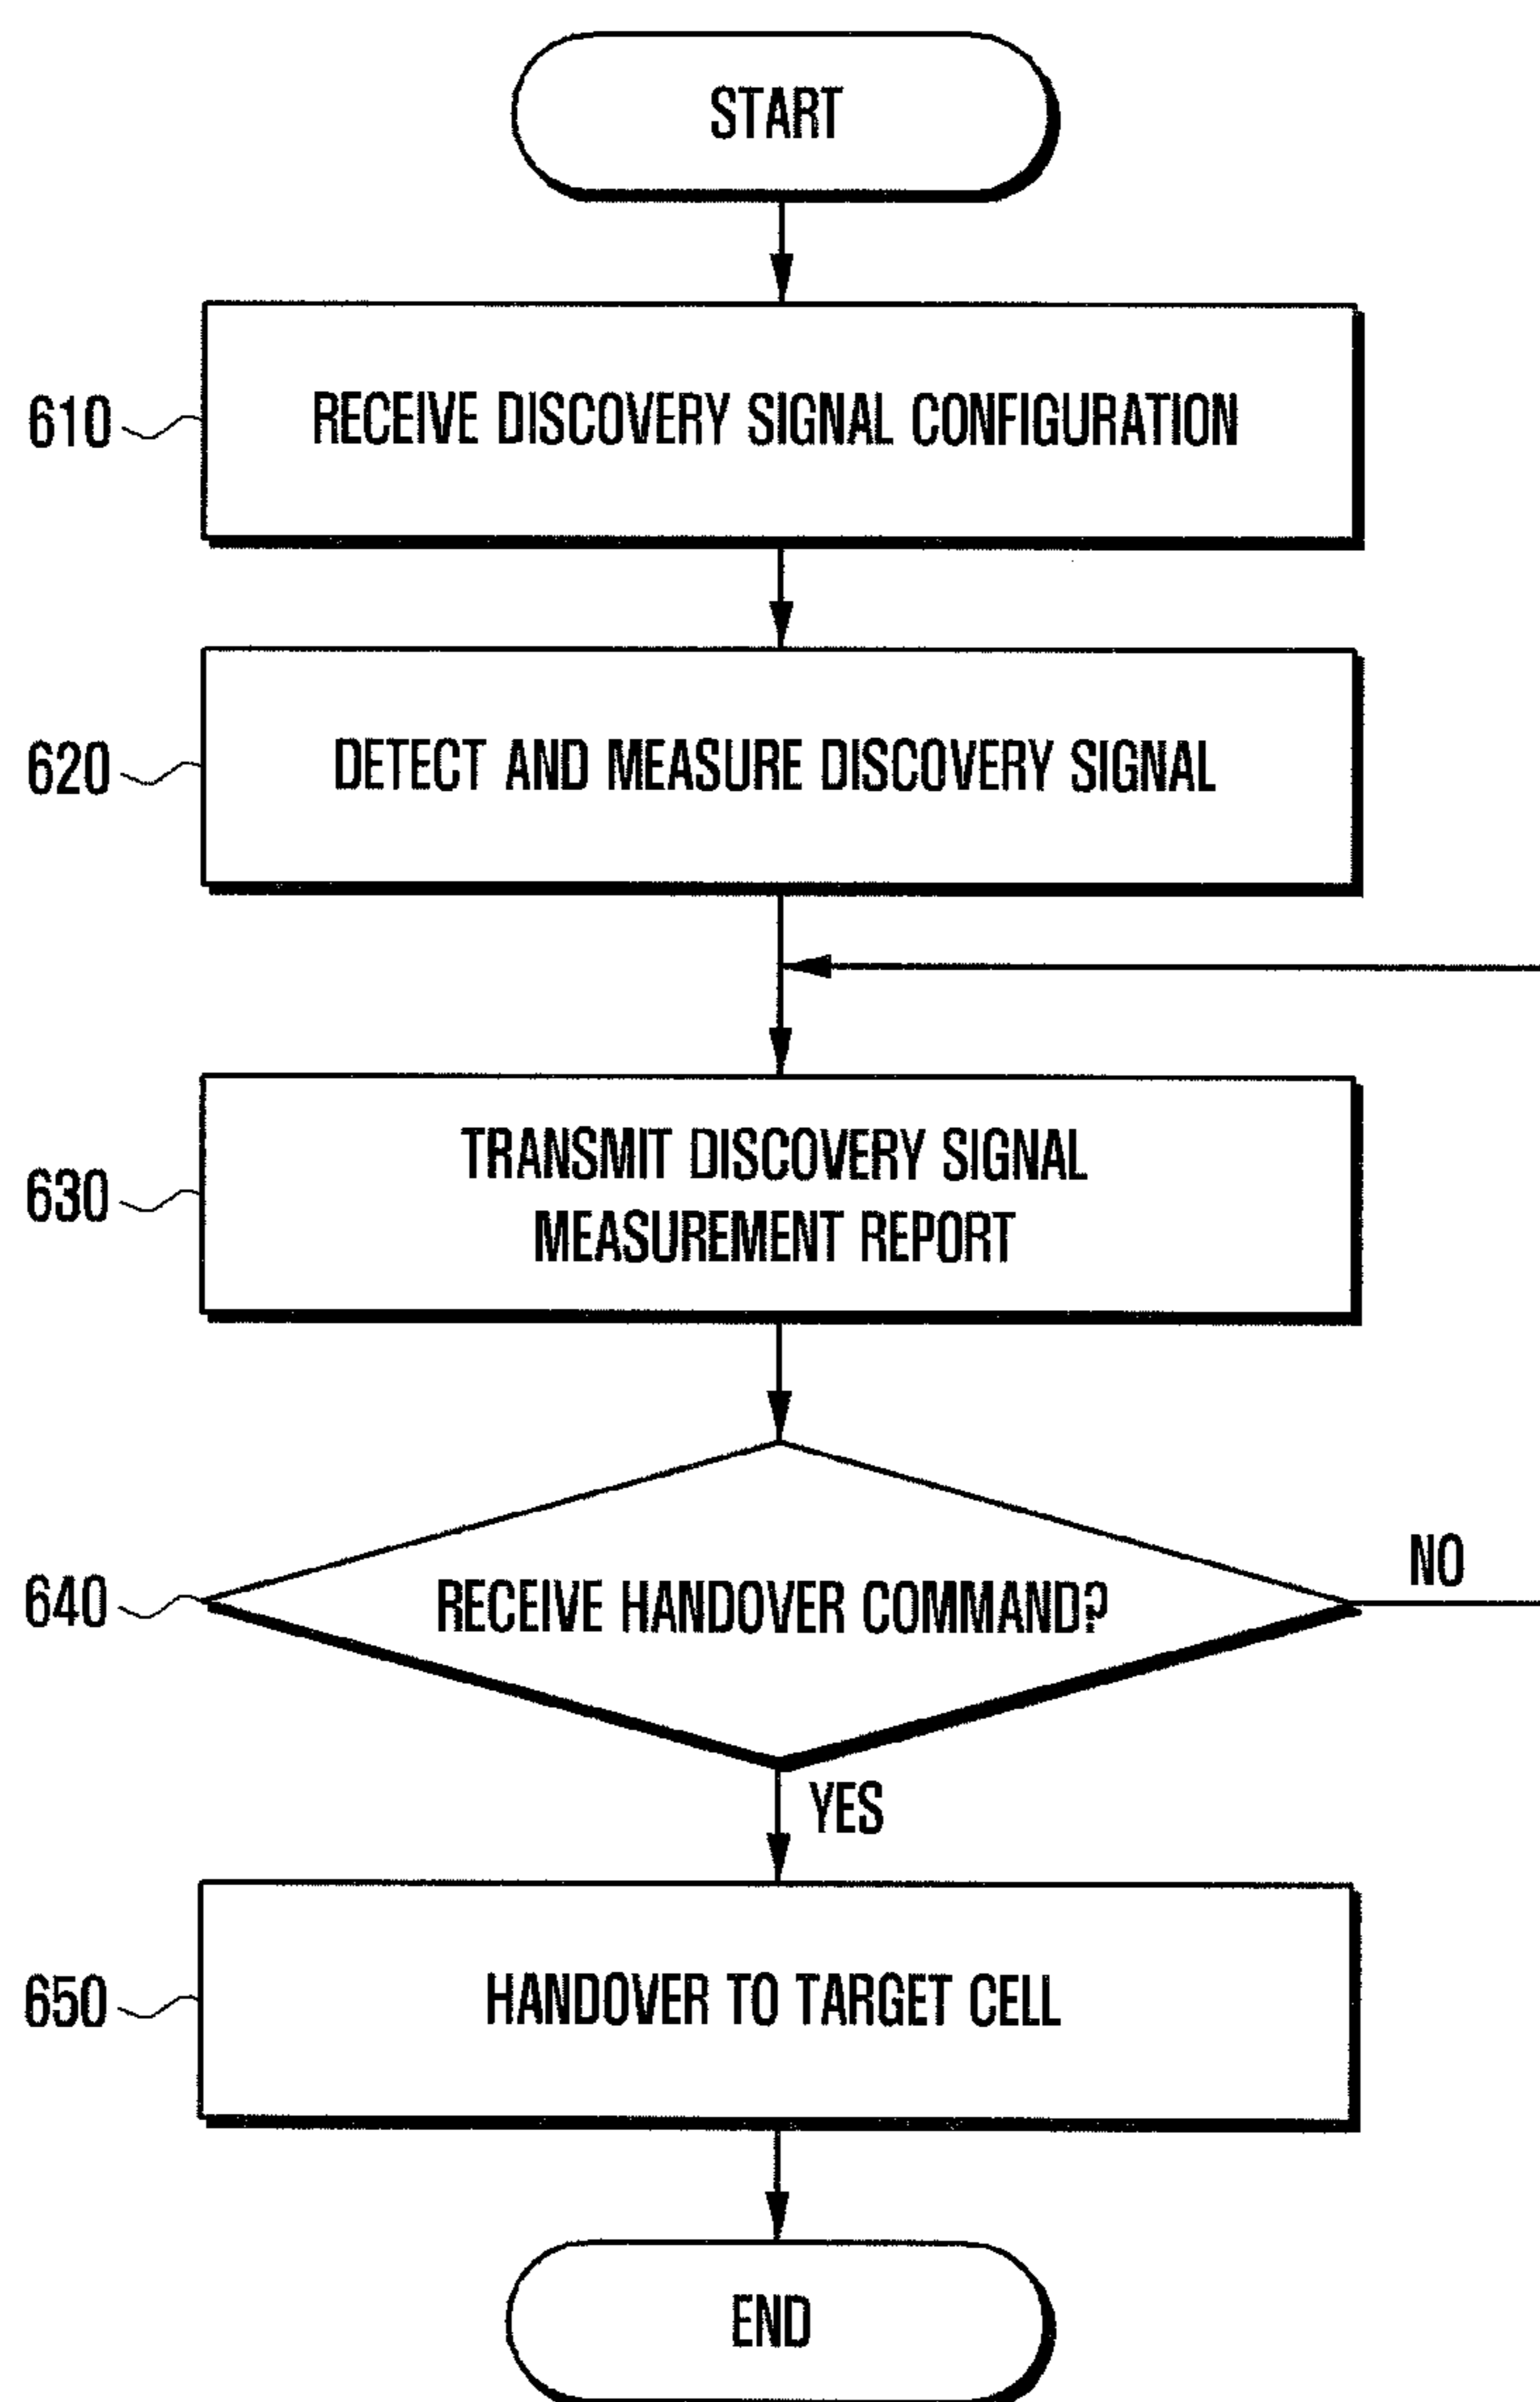 START
610
RECEIVE DISCOVERY SIGNAL CONFIGURATION
620
DETECT AND MEASURE DISCOVERY SIGNAL
630
TRANSMIT DISCOVERY SIGNAL
MEASUREMENT REPORT
640
RECEIVE HANDOVER COMMAND?
NO
YES
650
HANDOVER TO TARGET CELL
END